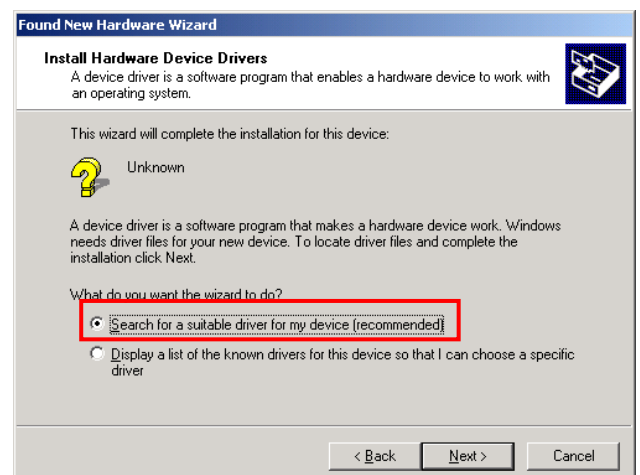 Found New Hardware Wizard
Install Hardware Device Drivers
A device driver is a software program that enables a hardware device to work with
an operating system.
This wizard will complete the installation for this device:
Unknown
A device driver is a software program that makes a hardware device work. Windows
needs driver files for your new device. To locate driver files and complete the
installation click Next.
What do you want the wizard to do?
Search for a suitable driver for my device (recommended)
Display a list of the known drivers for this device so that I can choose a specific
driver
< Back Next > Cancel